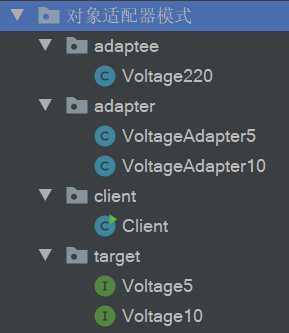 对象适配器模式
adaptee
Voltage220
adapter
VoltageAdapter5
VoltageAdapter10
client
Client
target
Voltage5
Voltage10